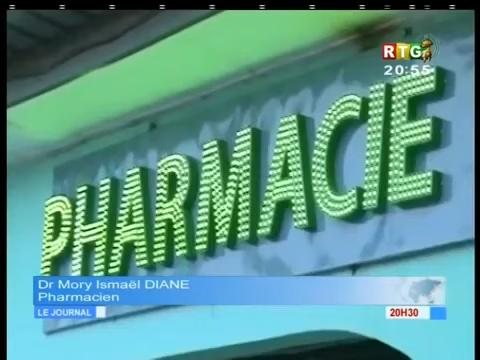 RTG
20:55
PHARMACIE
Dr Mory Ismaël DIANE
Pharmacien
LE JOURNAL
20H30